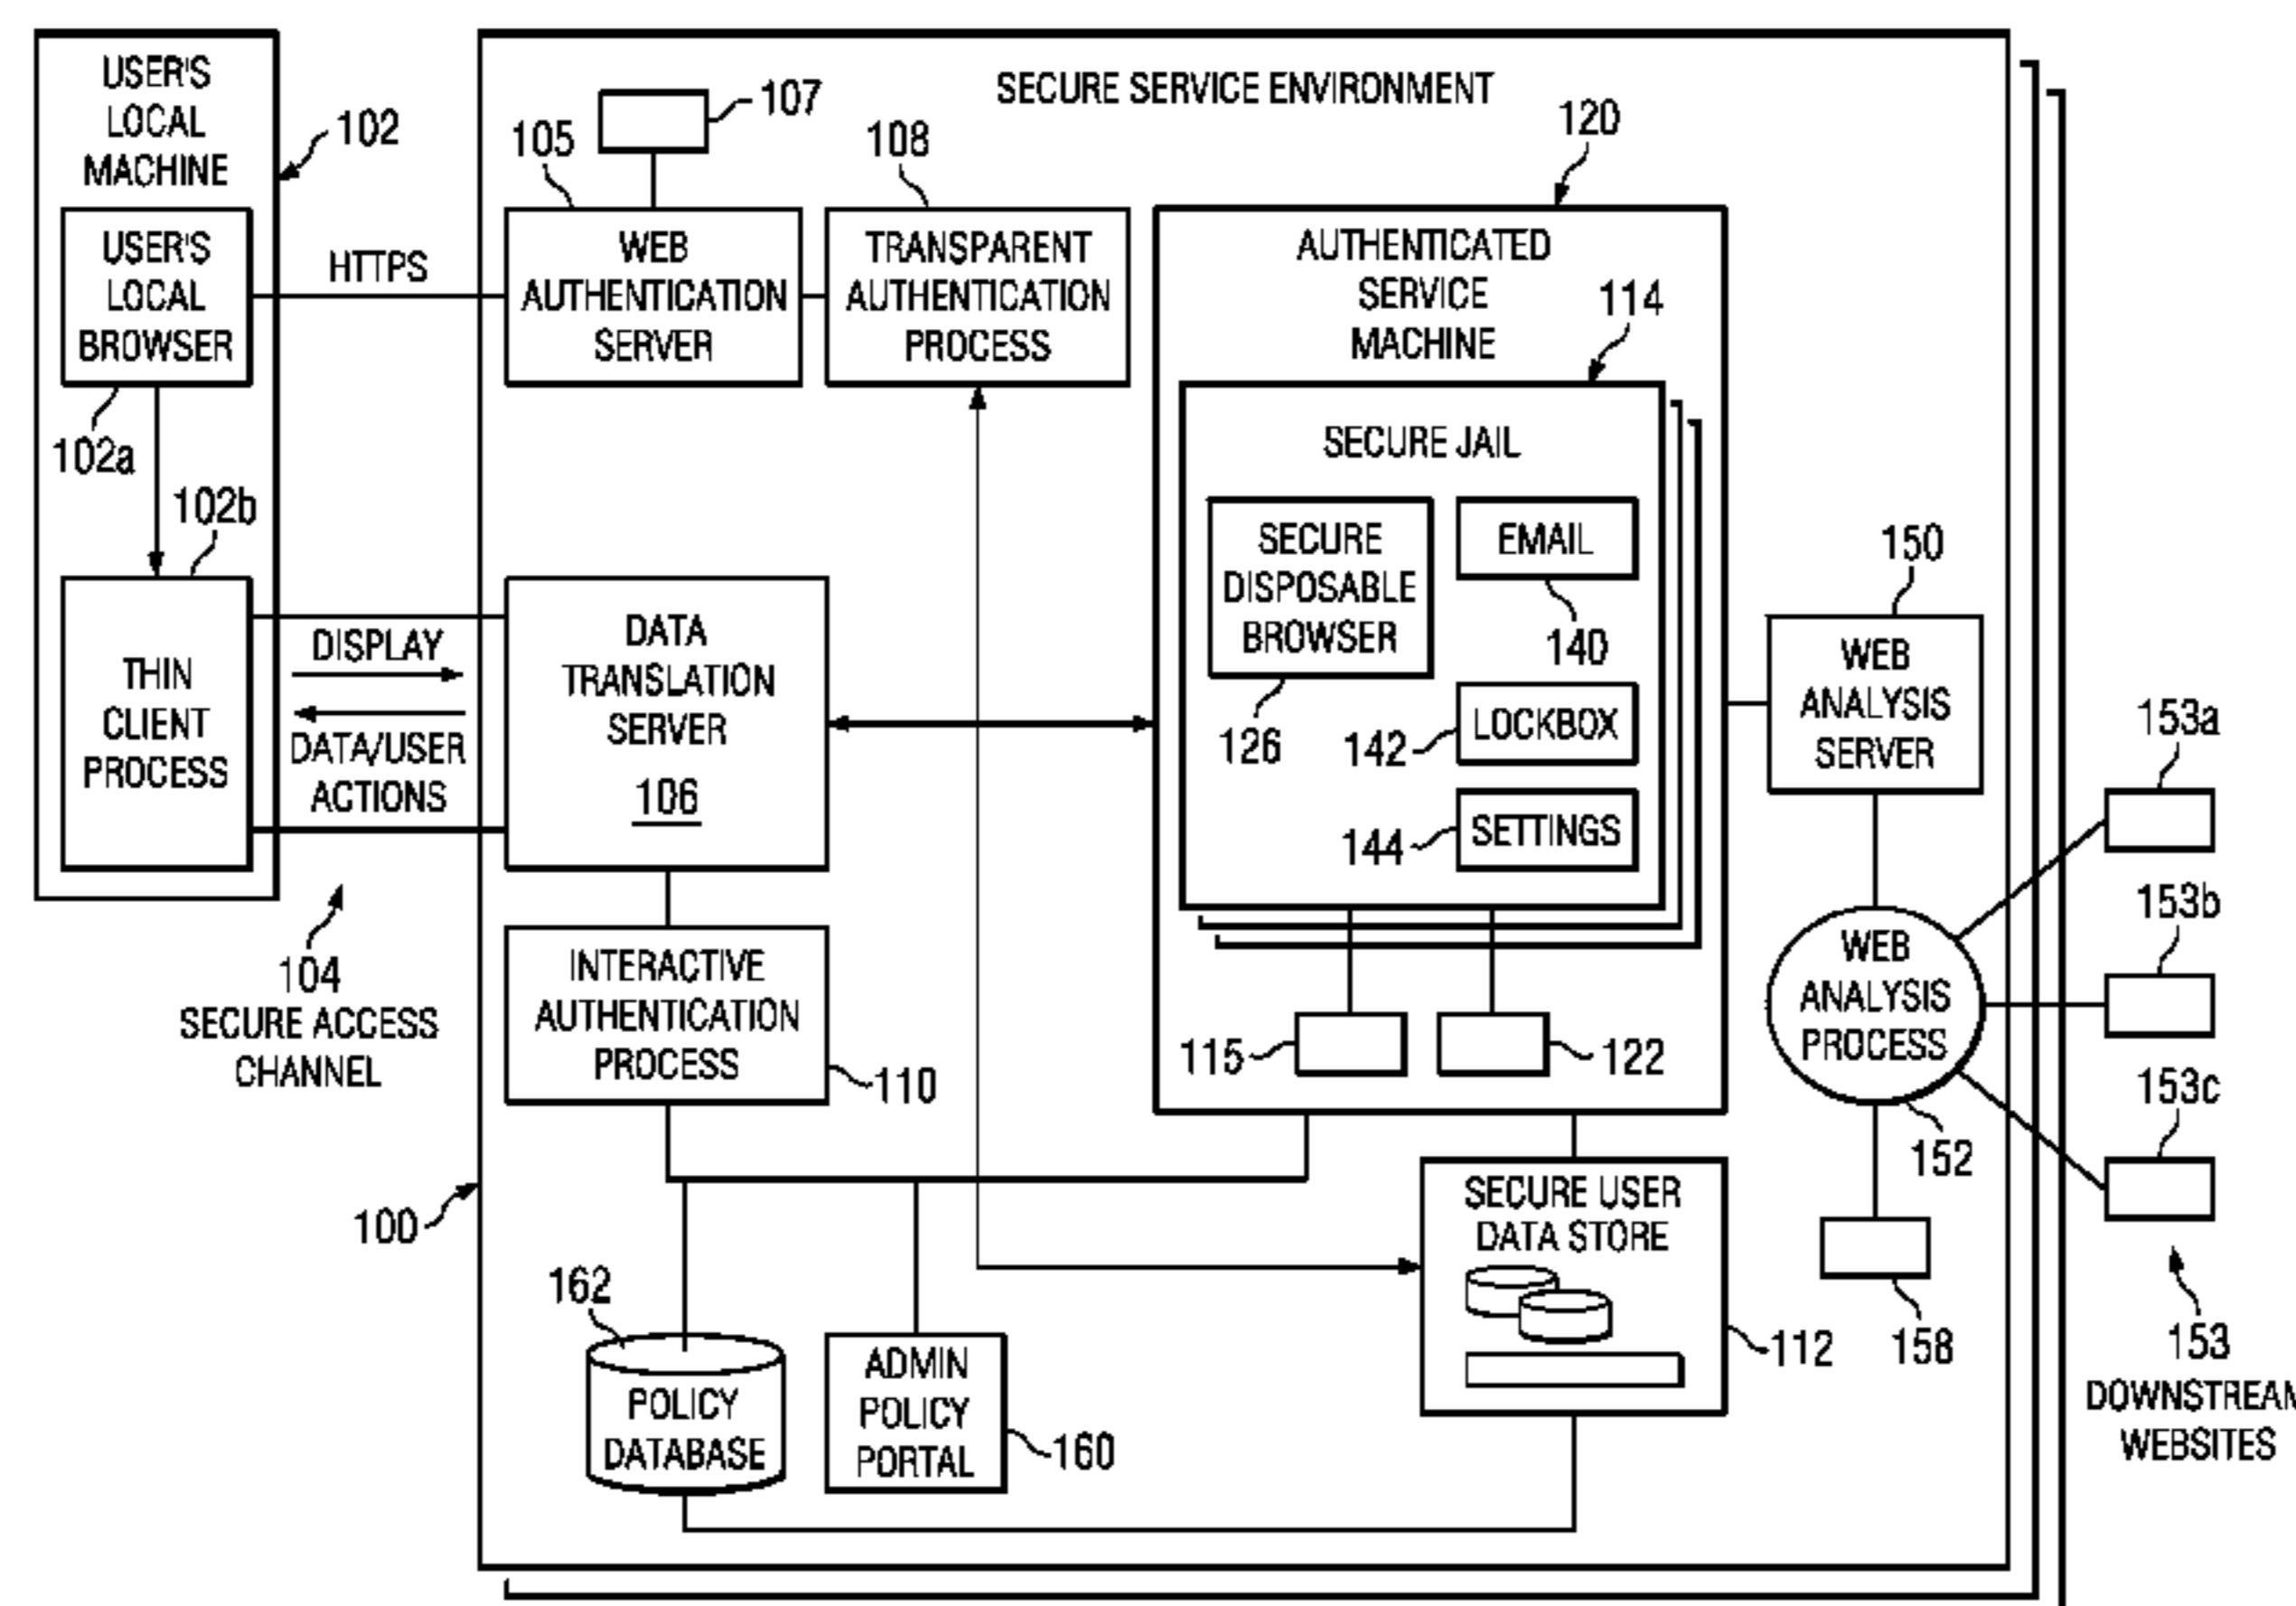 USER'S
LOCAL
MACHINE
102
USER'S
LOCAL
BROWSER
102a
102b
THIN
CLIENT
PROCESS
HTTPS
DISPLAY
DATA/USER
ACTIONS
104
SECURE ACCESS
CHANNEL
100
SECURE SERVICE ENVIRONMENT
107
105
108
WEB
AUTHENTICATION
SERVER
TRANSPARENT
AUTHENTICATION
PROCESS
DATA
TRANSLATION
SERVER
106
INTERACTIVE
AUTHENTICATION
PROCESS
110
162
POLICY
DATABASE
ADMIN
POLICY
PORTAL
160
120
AUTHENTICATED
SERVICE
MACHINE
114
SECURE JAIL
SECURE
DISPOSABLE
BROWSER
126
EMAIL
140
LOCKBOX
142
SETTINGS
144
115
122
SECURE USER
DATA STORE
112
150
WEB
ANALYSIS
SERVER
WEB
ANALYSIS
PROCESS
152
158
153a
153b
153c
153
DOWNSTREAM
WEBSITES